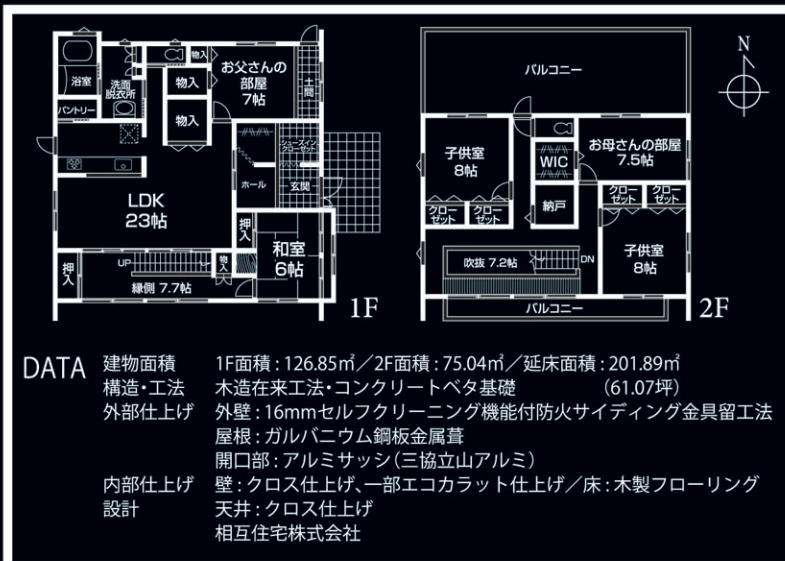 浴室
洗面
脱衣所
物入
物入
物入
お父さんの
部屋
7帖
土間
パントリー
シューズイン
クローゼット
ホール
玄関
LDK
23帖
押入
和室
6帖
押入
UP
物入
縁側 7.7帖
1F
N
バルコニー
子供室
8帖
WIC
お母さんの部屋
7.5帖
クロー
ゼット
クロー
ゼット
納戸
クロー
ゼット
クロー
ゼット
子供室
8帖
吹抜 7.2帖
DN
バルコニー
2F
DATA
建物面積 1F面積：126.85㎡／2F面積：75.04㎡／延床面積：201.89㎡
構造・工法 木造在来工法・コンクリートベタ基礎 (61.07坪)
外部仕上げ 外壁：16mmセルフクリーニング機能付防火サイディング金具留工法
屋根：ガルバニウム鋼板金属葺
開口部：アルミサッシ(三協立山アルミ)
内部仕上げ 壁：クロス仕上げ、一部エコカラット仕上げ／床：木製フローリング
設計 天井：クロス仕上げ
相互住宅株式会社